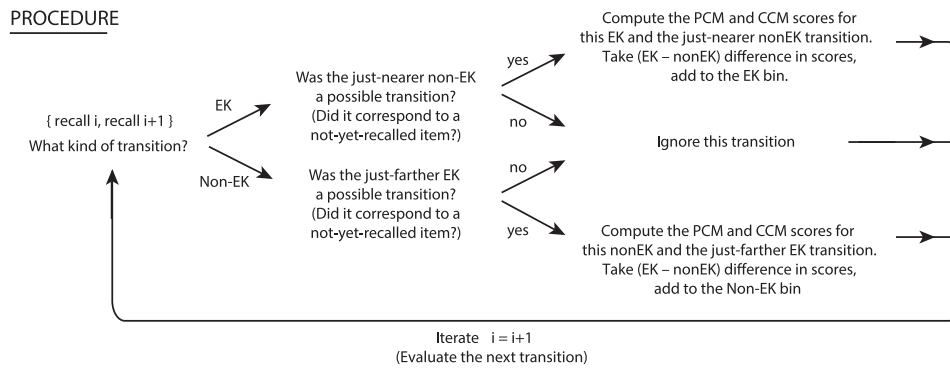 PROCEDURE
{ recall i, recall i+1 }
What kind of transition?
EK
Non-EK
Was the just-nearer non-EK
a possible transition?
(Did it correspond to a
not-yet-recalled item?)
yes
no
Was the just-farther EK
a possible transition?
(Did it correspond to a
not-yet-recalled item?)
no
yes
Compute the PCM and CCM scores for
this EK and the just-nearer nonEK transition.
Take (EK – nonEK) difference in scores,
add to the EK bin.
Ignore this transition
Compute the PCM and CCM scores for
this nonEK and the just-farther EK transition.
Take (EK – nonEK) difference in scores,
add to the Non-EK bin
Iterate i = i+1
(Evaluate the next transition)